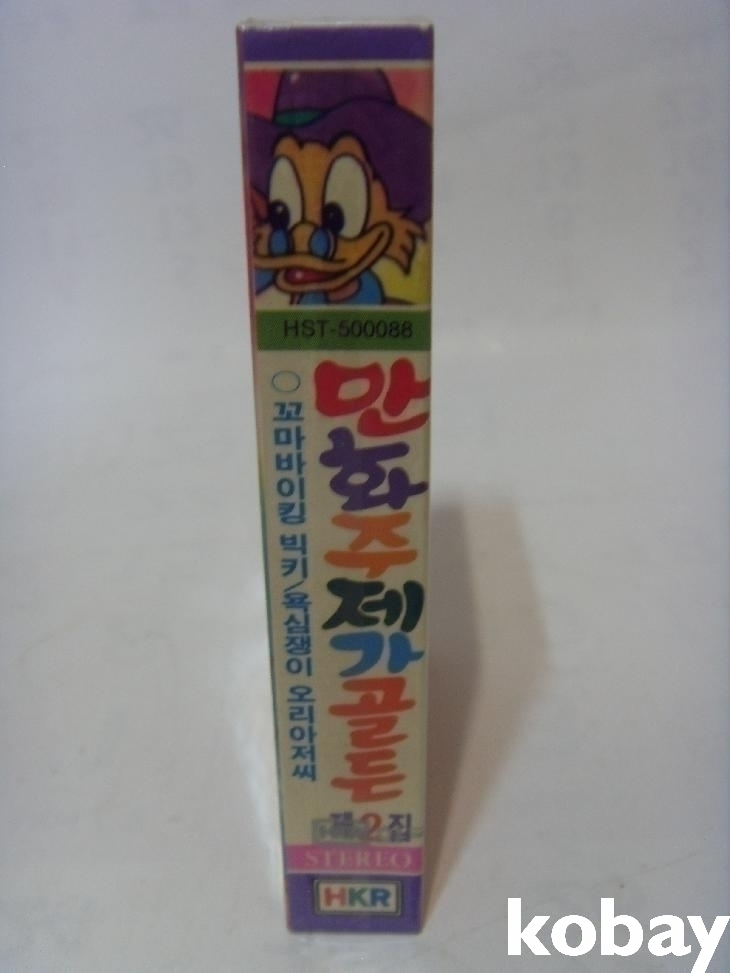 HST-500088
만화주제가골든
○ 꼬마바이킹 빅키/욕심쟁이 오리아저씨
제2집
STEREO
HKR
kobay